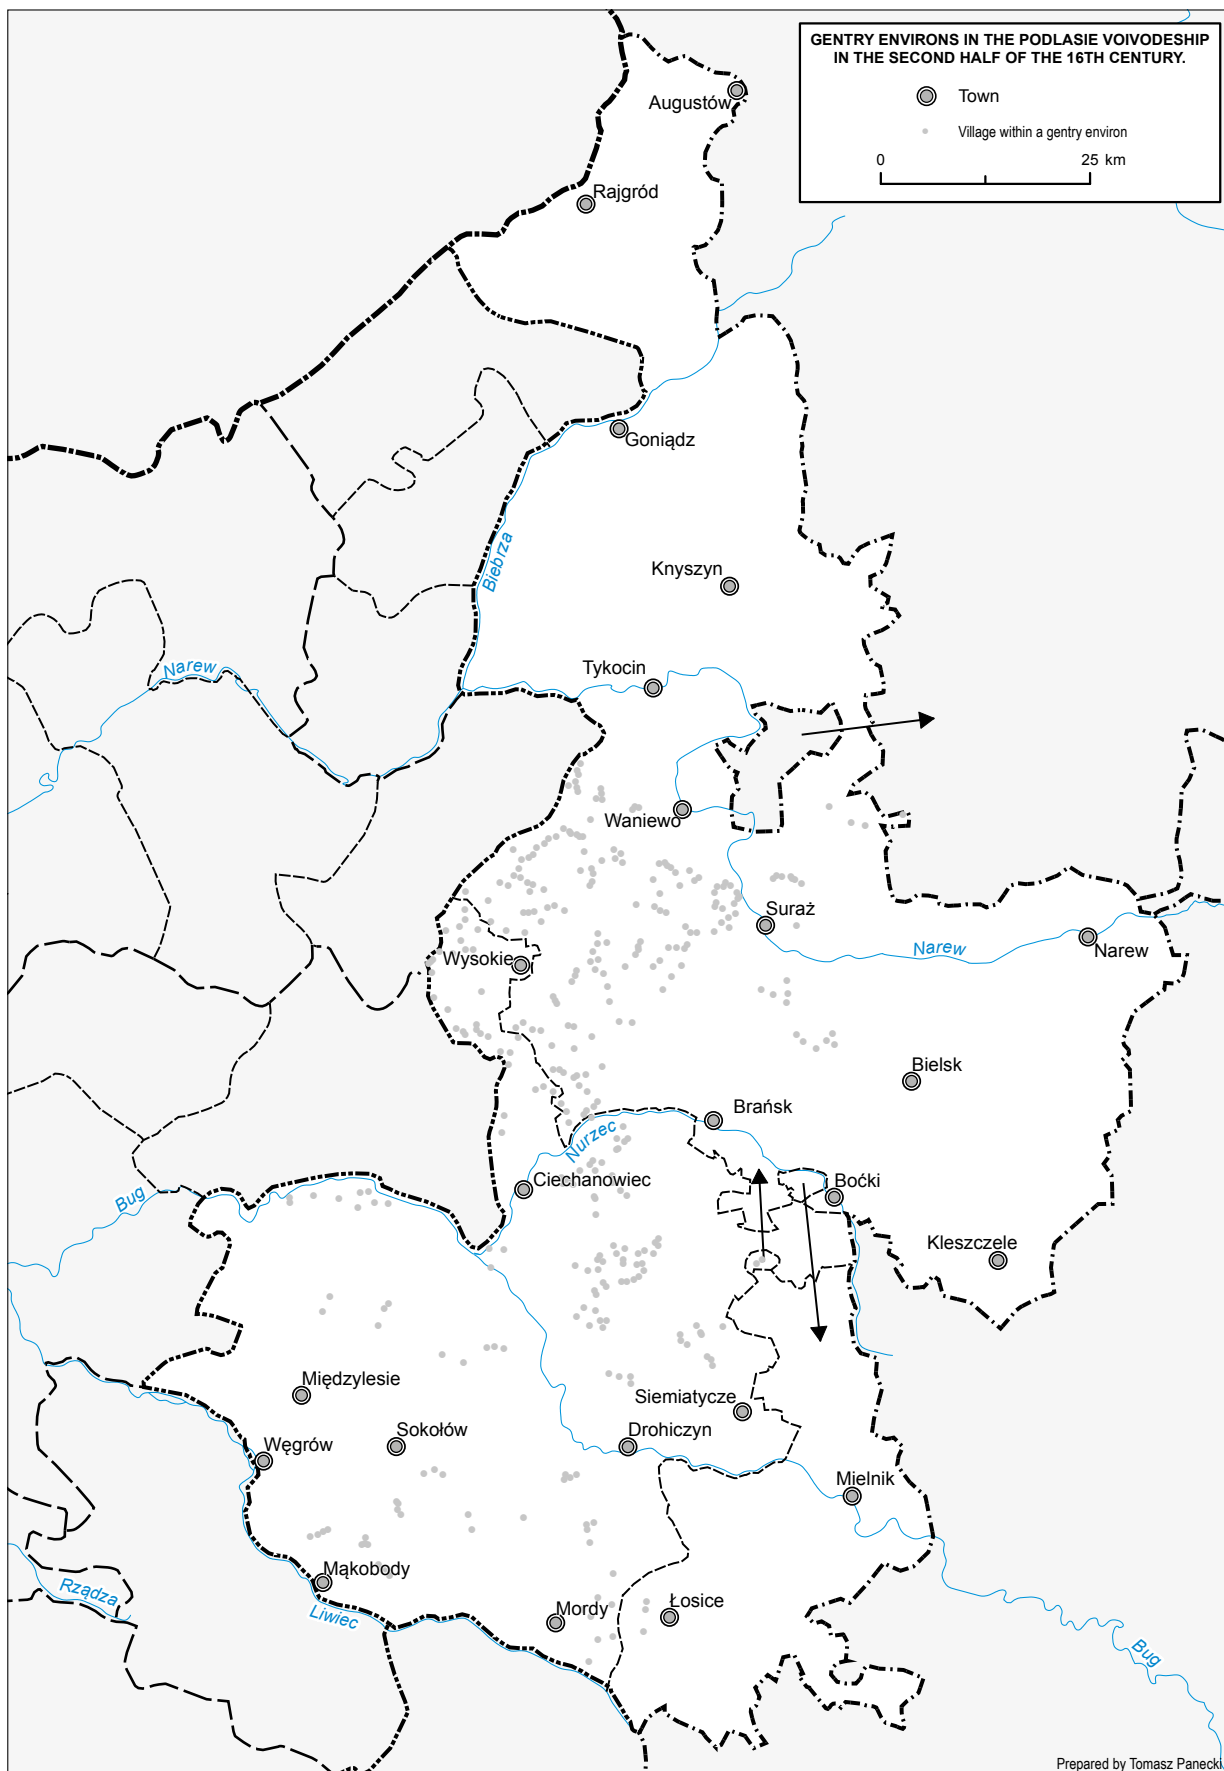 GENTRY ENVIRONS IN THE PODLASIE VOIVODESHIP
IN THE SECOND HALF OF THE 16TH CENTURY.
Town
Village within a gentry environ
0 25 km
Augustów
Rajgród
Goniądz
Biebrza
Knyszyn
Narew
Tykocin
Waniewo
Suraż
Narew
Narew
Wysokie
Bielsk
Brańsk
Nurzec
Ciechanowiec
Boćki
Bug
Kleszczele
Międzylesie
Siemiatycze
Sokołów
Drohiczyn
Węgrów
Mielnik
Mąkobody
Rządza
Liwiec
Mordy
Łosice
Bug
Prepared by Tomasz Panecki